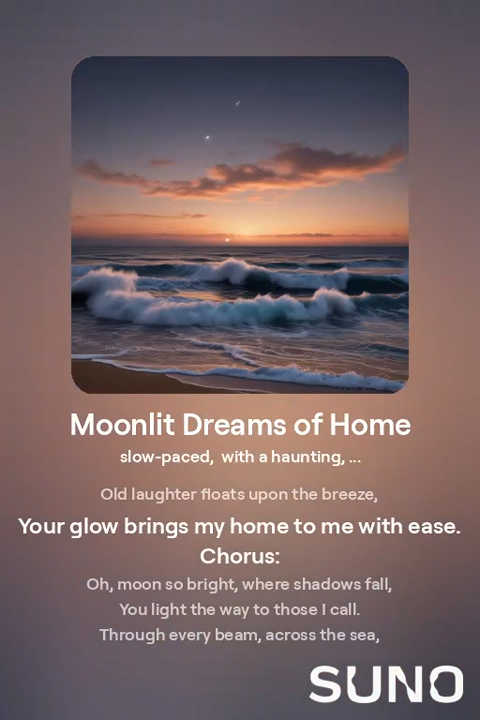 Moonlit Dreams of Home
slow-paced,  with a haunting, ...
Old laughter floats upon the breeze,
Your glow brings my home to me with ease.
Chorus:
Oh, moon so bright, where shadows fall,
You light the way to those I call.
Through every beam, across the sea,
SUNO